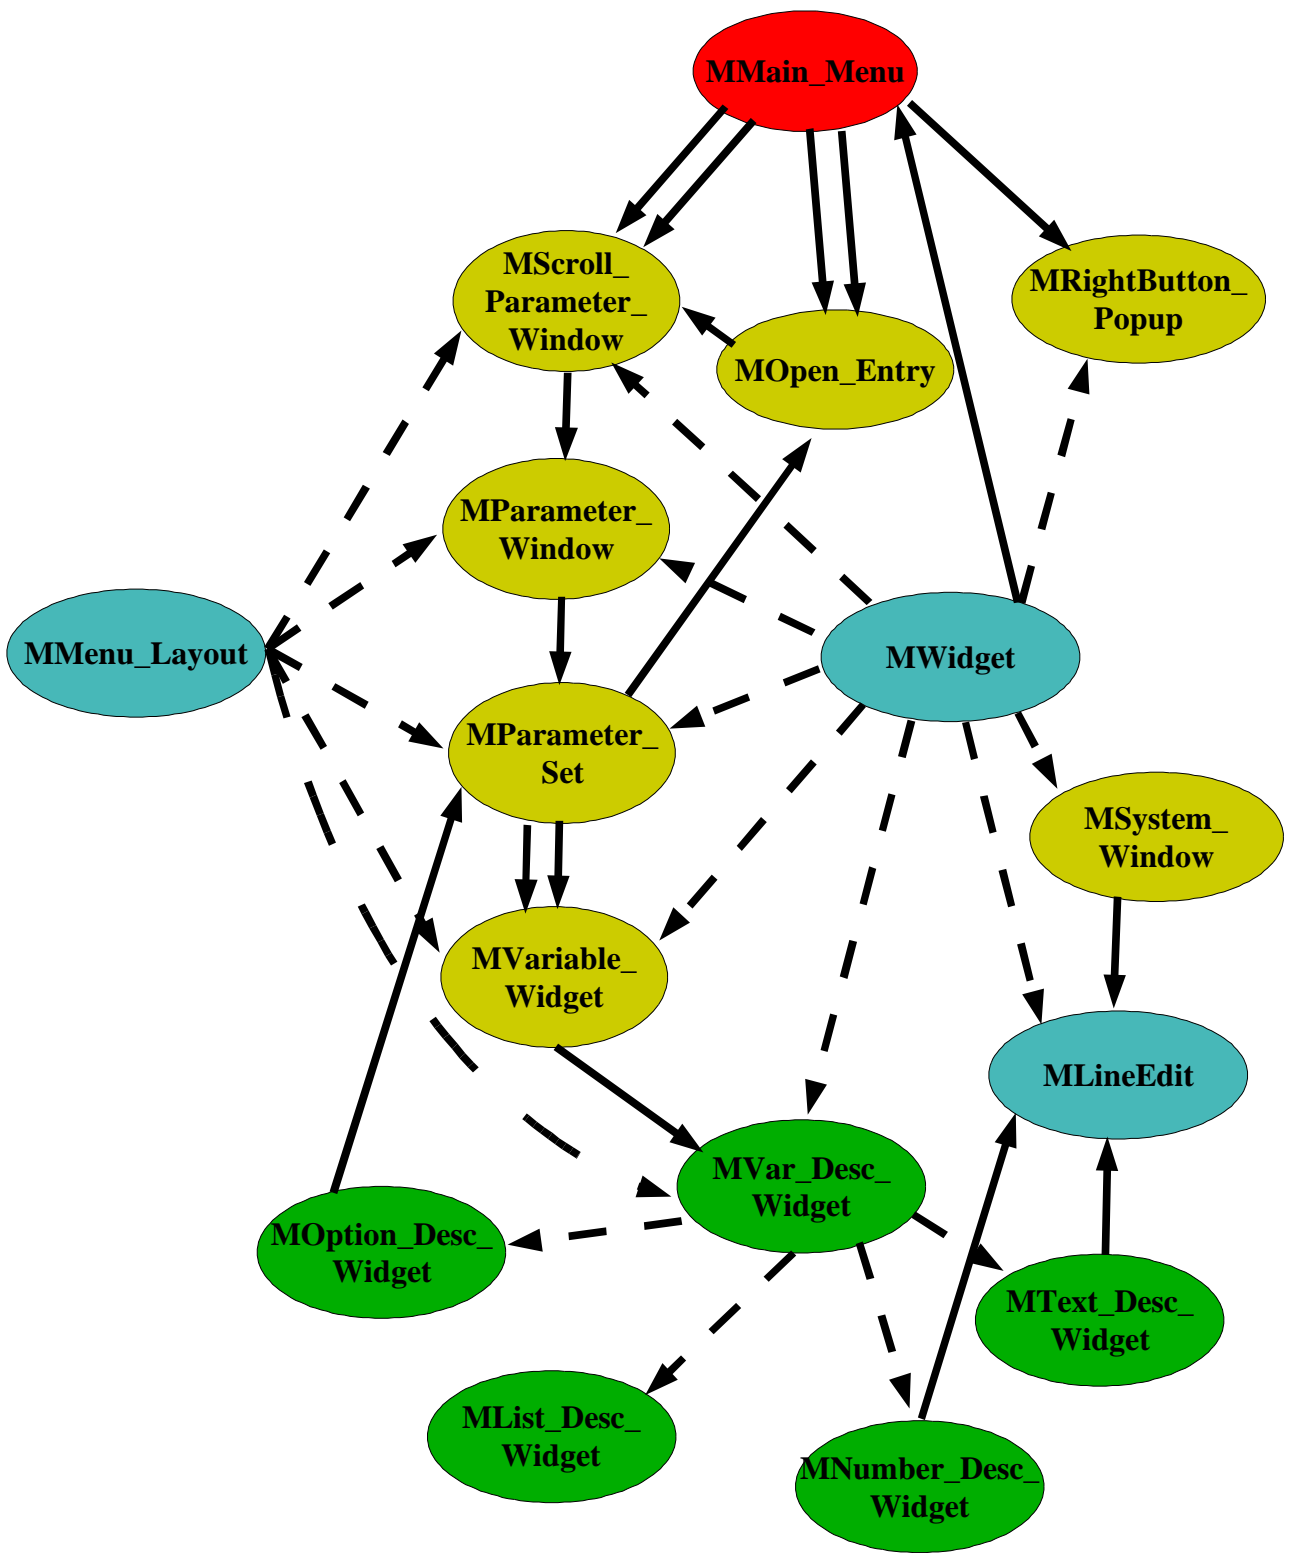 MMain_Menu
MScroll_
Parameter_
Window
MRightButton_
Popup
MOpen_Entry
MParameter_
Window
MMenu_Layout
MWidget
MParameter_
Set
MSystem_
Window
MVariable_
Widget
MLineEdit
MVar_Desc_
Widget
MOption_Desc_
Widget
MText_Desc_
Widget
MList_Desc_
Widget
MNumber_Desc_
Widget